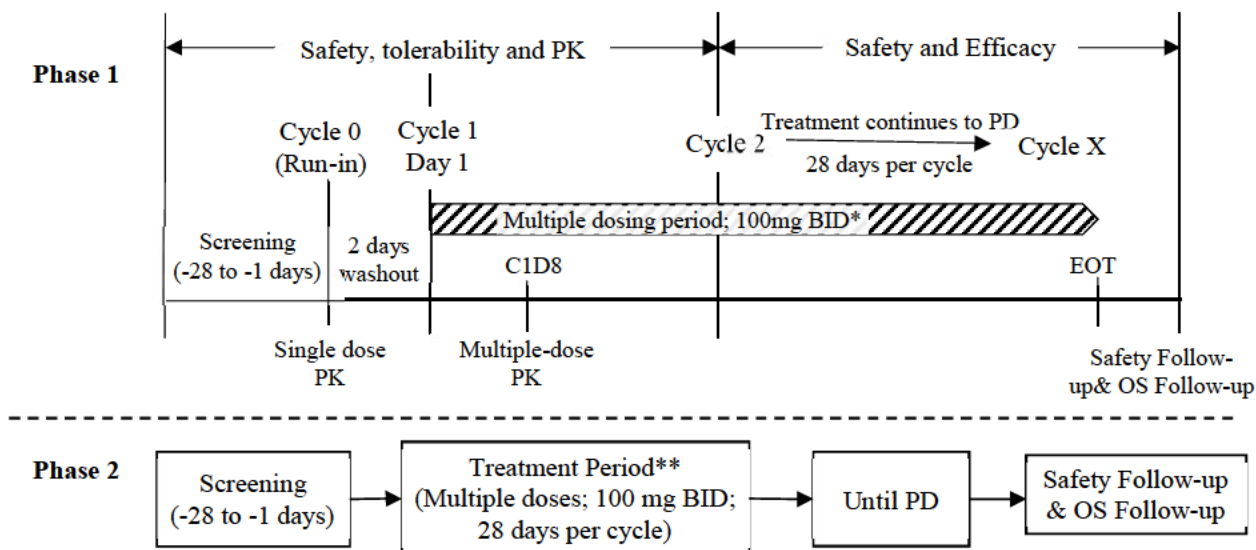 Safety, tolerability and PK
Safety and Efficacy
Phase 1
Cycle 0
(Run-in)
Cycle 1
Day 1
Cycle 2
Treatment continues to PD
28 days per cycle
Cycle X
Multiple dosing period; 100mg BID*
Screening
(-28 to -1 days)
2 days
washout
C1D8
EOT
Single dose
PK
Multiple-dose
PK
Safety Follow-
up& OS Follow-up
Phase 2
Screening
(-28 to -1 days)
Treatment Period**
(Multiple doses; 100 mg BID;
28 days per cycle)
Until PD
Safety Follow-up
& OS Follow-up